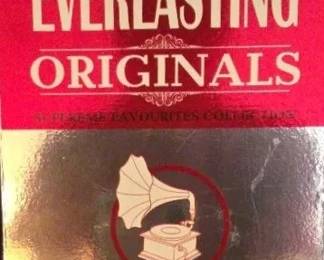 EVERLASTING
ORIGINALS
SUPREME FAVOURITES COLLECTION